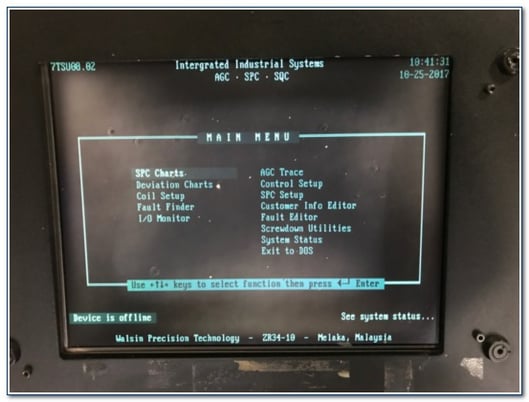 7TSU00.02 Intergrated Industrial Systems 10:41:31
AGC · SPC · SQC 10-25-2017
MAIN MENU
SPC Charts AGC Trace
Deviation Charts Control Setup
Coil Setup SPC Setup
Fault Finder Customer Info Editor
I/O Monitor Fault Editor
Screwdown Utilities
System Status
Exit to DOS
Use →↑↓← keys to select function then press ←┘ Enter
Device is offline See system status...
Walsin Precision Technology - ZR34-10 - Melaka, Malaysia